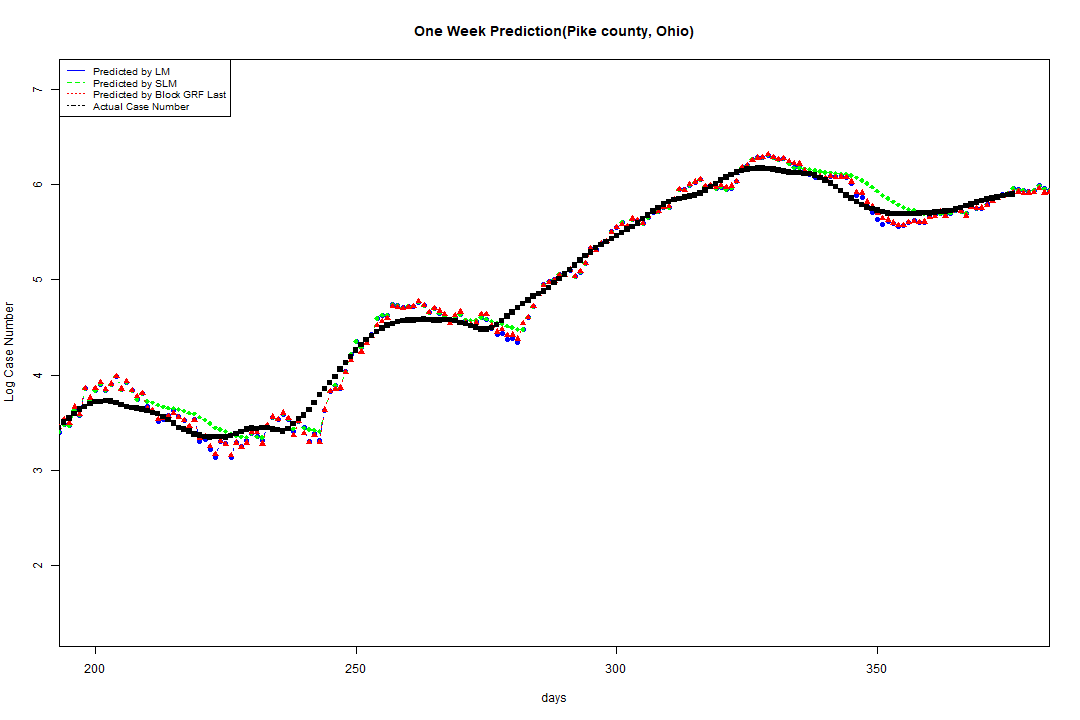 One Week Prediction(Pike county, Ohio)
Predicted by LM
Predicted by SLM
Predicted by Block GRF Last
Actual Case Number
7
6
5
4
3
2
Log Case Number
200 250 300 350
days